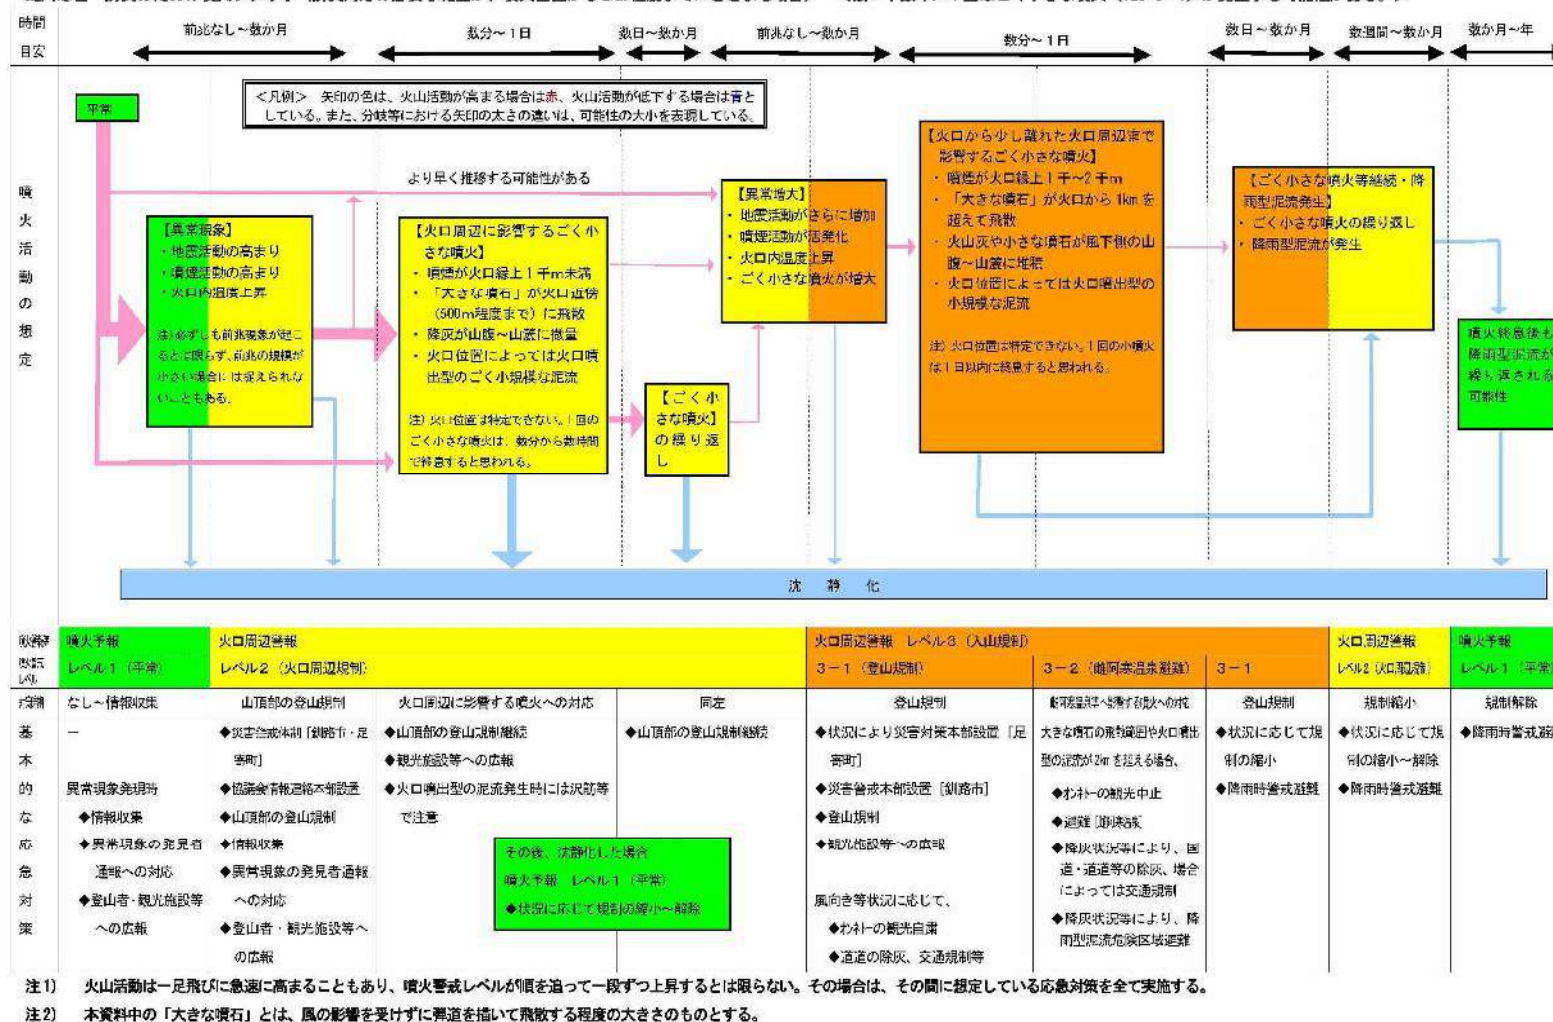 時間
目安
前兆なし～数か月
数分～1日
数日～数か月
前兆なし～数か月
数分～1日
数日～数か月
数週間～数か月
数か月～年
＜凡例＞ 矢印の色は、火山活動が高まる場合は赤、火山活動が低下する場合は青と
している。また、分岐等における矢印の太さの違いは、可能性の大小を表現している。
噴火活動の想定
平常
より早く推移する可能性がある
【異常現象】
・地震活動の高まり
・噴煙活動の高まり
・火口内温度上昇
注）必ずしも前兆現象が起こ
るとは限らず、前兆の規模が
小さい場合には捉えられな
いこともある。
【火口周辺に影響するごく小
さな噴火】
・噴煙が火口縁上１千ｍ未満
・「大きな噴石」が火口近傍
（500ｍ程度まで）に飛散
・降灰が山腹～山麓に微量
・火口位置によっては火口噴
出型のごく小規模な泥流
注）火口位置は特定できない。1回の
ごく小さな噴火は、数分から数時間
で終息すると思われる。
【ごく小
さな噴火】
の繰り返
し
【異常増大】
・地震活動がさらに増加
・噴煙活動が活発化
・火口内温度上昇
・ごく小さな噴火が増大
【火口から少し離れた火口周辺まで
影響するごく小さな噴火】
・噴煙が火口縁上１千～２千ｍ
・「大きな噴石」が火口から1kmを
超えて飛散
・火山灰や小さな噴石が風下側の山
腹～山麓に堆積
・火口位置によっては火口噴出型の
小規模な泥流
注）火口位置は特定できない。1回の小噴火
は1日以内に終息すると思われる。
【ごく小さな噴火等継続・降
雨型泥流発生】
・ごく小さな噴火の繰り返し
・降雨型泥流が発生
噴火終息後も
降雨型泥流が
繰り返される
可能性
沈 静 化
噴火予報
レベル1（平常）
火口周辺警報
レベル2（火口周辺規制）
火口周辺警報 レベル3（入山規制）
3－1（登山規制）
3－2（雌阿寒温泉避難）
3－1
火口周辺警報
レベル2（火口周辺規制）
噴火予報
レベル1（平常）
基本的な応急対策
なし～情報収集
－
異常現象発現時
◆情報収集
◆異常現象の発見者
通報への対応
◆登山者・観光施設等
への広報
山頂部の登山規制
◆災害警戒体制［釧路市・足
寄町］
◆協議会情報連絡本部設置
◆山頂部の登山規制
◆情報収集
◆異常現象の発見者通報
への対応
◆登山者・観光施設等へ
の広報
火口周辺に影響する噴火への対応
◆山頂部の登山規制継続
◆観光施設等への広報
◆火口噴出型の泥流発生時には沢筋等
で注意
同左
◆山頂部の登山規制継続
その後、沈静化した場合
噴火予報 レベル1（平常）
◆状況に応じて規制の縮小～解除
登山規制
◆状況により災害対策本部設置［足
寄町］
◆災害警戒本部設置［釧路市］
◆登山規制
◆観光施設等への広報
風向き等状況に応じて、
◆オンネトーの観光自粛
◆道道の除灰、交通規制等
大きな噴石の飛散範囲や火口噴出
型の泥流が2kmを超える場合、
◆オンネトーの観光中止
◆避難
◆降灰状況等により、国
道・道道等の除灰、場合
によっては交通規制
◆降灰状況等により、降
雨型泥流危険区域避難
登山規制
◆状況に応じて規
制の縮小
◆降雨時警戒避難
規制縮小
◆状況に応じて規
制の縮小～解除
◆降雨時警戒避難
規制解除
◆降雨時警戒避
注1） 火山活動は一足飛びに急速に高まることもあり、噴火警戒レベルが順を追って一段ずつ上昇するとは限らない。その場合は、その間に想定している応急対策を全て実施する。
注2） 本資料中の「大きな噴石」とは、風の影響を受けずに弾道を描いて飛散する程度の大きさのものとする。